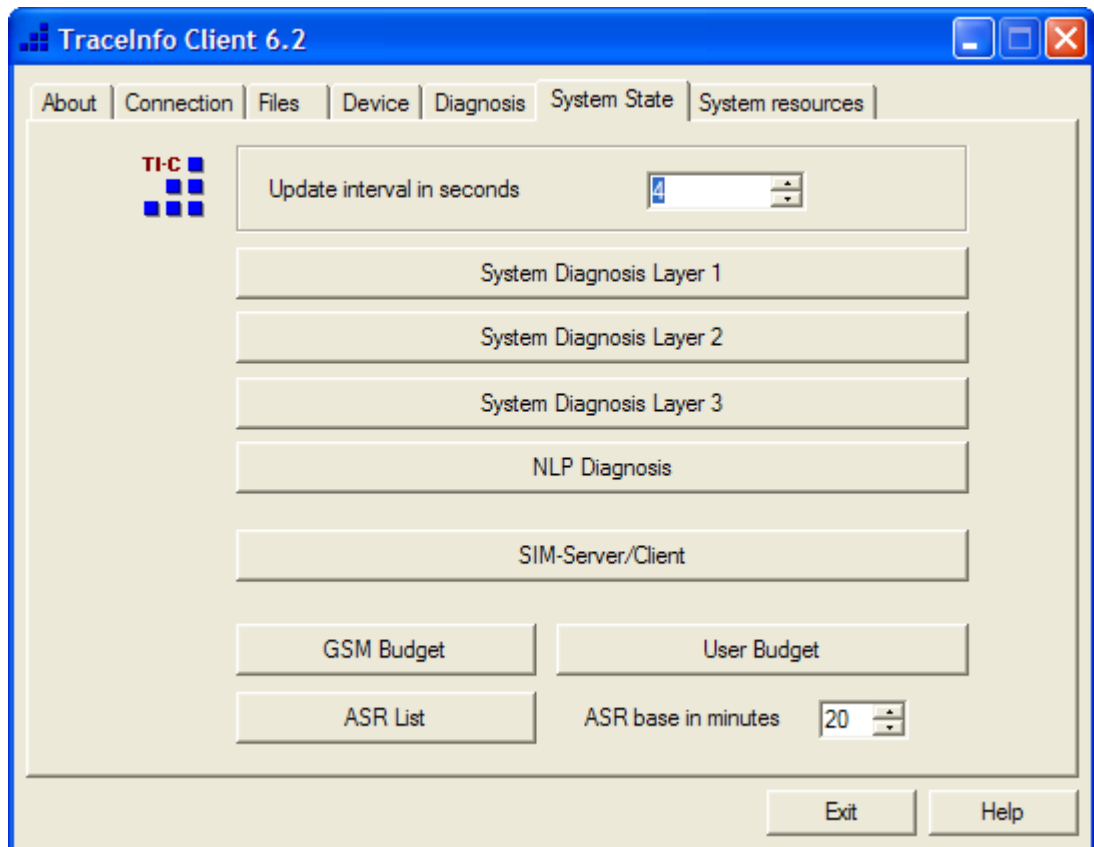 TraceInfo Client 6.2
About Connection Files Device Diagnosis System State System resources
TI-C
Update interval in seconds 4
System Diagnosis Layer 1
System Diagnosis Layer 2
System Diagnosis Layer 3
NLP Diagnosis
SIM-Server/Client
GSM Budget User Budget
ASR List ASR base in minutes 20
Exit Help